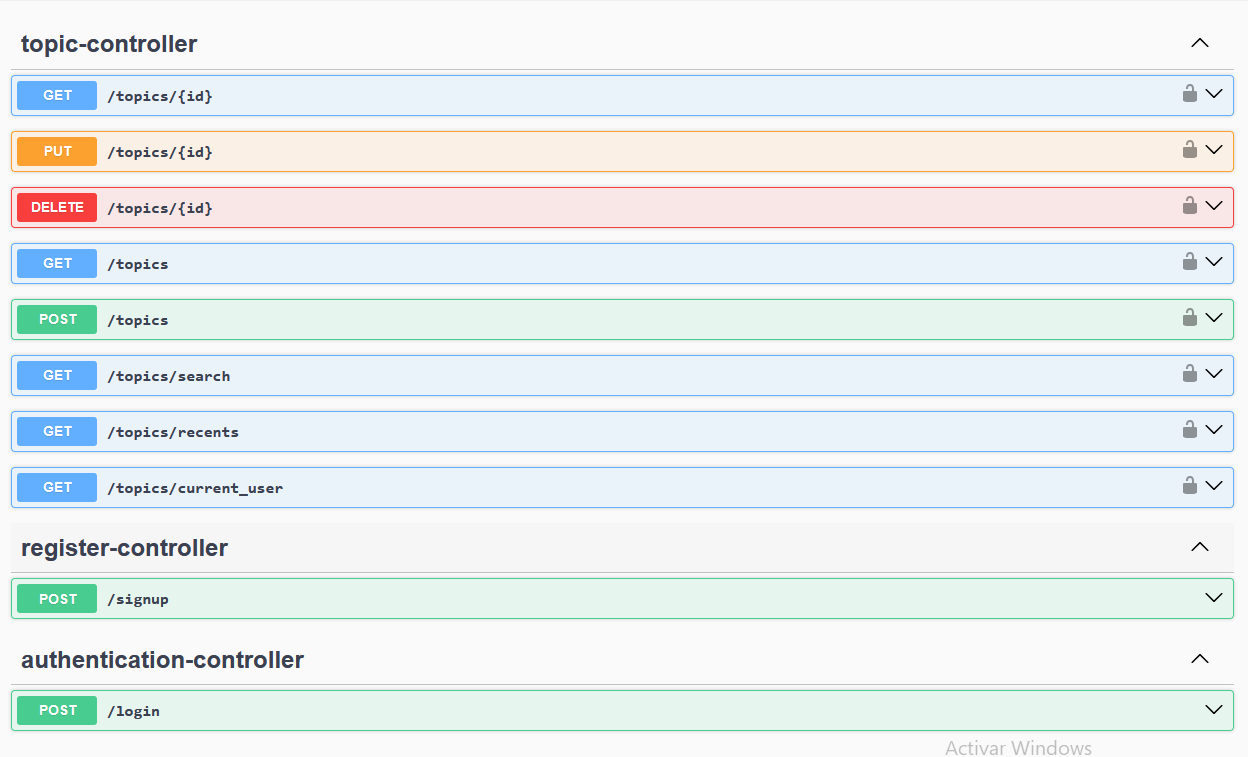 topic-controller
GET /topics/{id}
PUT /topics/{id}
DELETE /topics/{id}
GET /topics
POST /topics
GET /topics/search
GET /topics/recents
GET /topics/current_user
register-controller
POST /signup
authentication-controller
POST /login
Activar Windows